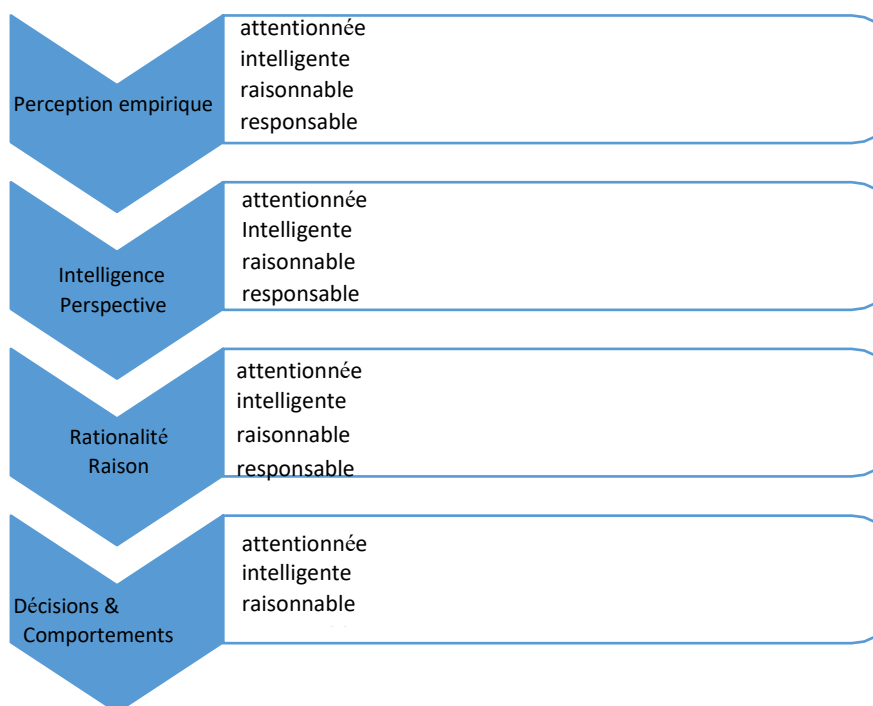 Perception empirique
attentionnée
intelligente
raisonnable
responsable
Intelligence
Perspective
attentionnée
Intelligente
raisonnable
responsable
Rationalité
Raison
attentionnée
intelligente
raisonnable
responsable
Décisions &
Comportements
attentionnée
intelligente
raisonnable